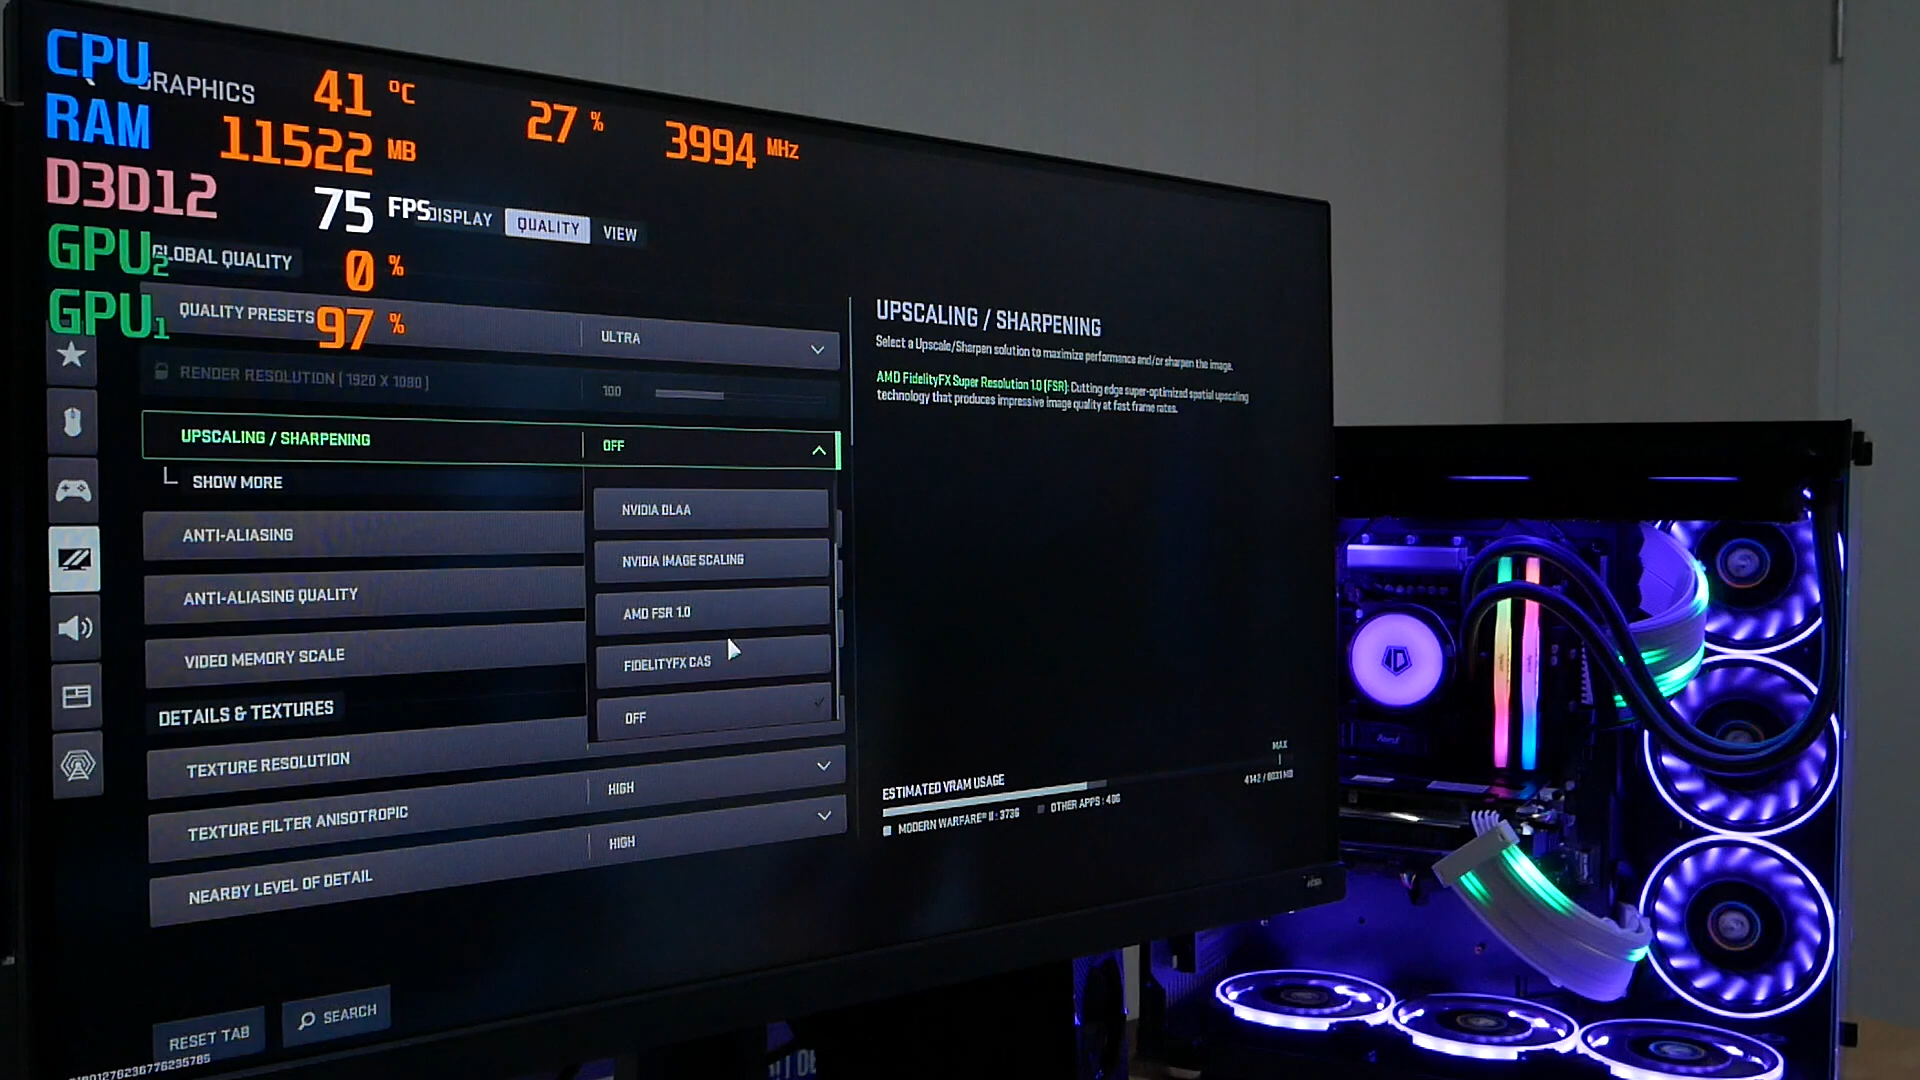 CPU 41 °C 27 % 3994 MHz
GRAPHICS
RAM 11522 MB
D3D12 75 FPS
DISPLAY QUALITY VIEW
GPU2 0 %
GLOBAL QUALITY
GPU1 97 %
QUALITY PRESETS ULTRA
RENDER RESOLUTION [ 1920 X 1080 ] 100
UPSCALING / SHARPENING OFF
SHOW MORE
NVIDIA DLAA
NVIDIA IMAGE SCALING
AMD FSR 1.0
FIDELITYFX CAS
OFF
ANTI-ALIASING
ANTI-ALIASING QUALITY
VIDEO MEMORY SCALE
DETAILS & TEXTURES
TEXTURE RESOLUTION HIGH
TEXTURE FILTER ANISOTROPIC HIGH
NEARBY LEVEL OF DETAIL
RESET TAB SEARCH
UPSCALING / SHARPENING
Select a Upscale/Sharpen solution to maximize performance and/or sharpen the image.
AMD FidelityFX Super Resolution 1.0 (FSR): Cutting edge super-optimized spatial upscaling
technology that produces impressive image quality at fast frame rates.
MAX
ESTIMATED VRAM USAGE 4142 / 8031 MB
MODERN WARFARE® II : 3736 OTHER APPS : 406